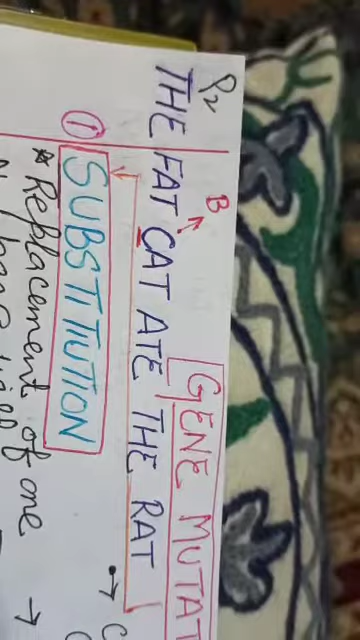 P2
GENE MUTAT
B
THE FAT CAT ATE THE RAT
① SUBSTITUTION
* Replacement of one